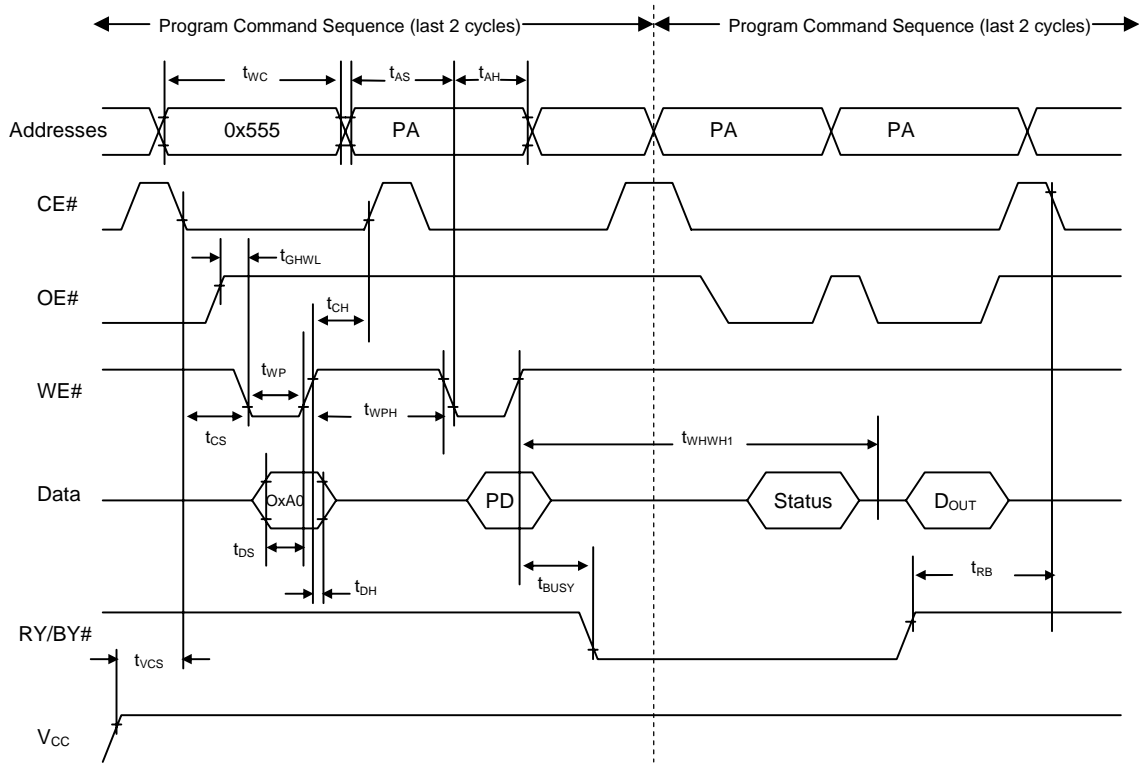 Program Command Sequence (last 2 cycles)
Program Command Sequence (last 2 cycles)
tWC
tAS
tAH
Addresses
0x555
PA
PA
PA
CE#
tGHWL
OE#
tCH
WE#
tWP
tWPH
tCS
tWHWH1
Data
OxA0
PD
Status
DOUT
tDS
tDH
tBUSY
tRB
RY/BY#
tVCS
VCC